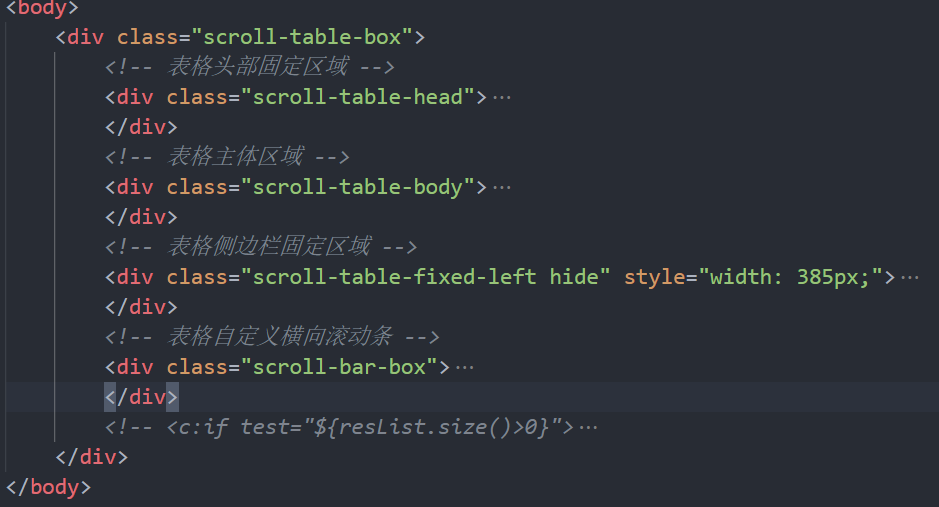 <body>
<div class="scroll-table-box">
<!-- 表格头部固定区域 -->
<div class="scroll-table-head">···
</div>
<!-- 表格主体区域 -->
<div class="scroll-table-body">···
</div>
<!-- 表格侧边栏固定区域 -->
<div class="scroll-table-fixed-left hide" style="width: 385px;">···
</div>
<!-- 表格自定义横向滚动条 -->
<div class="scroll-bar-box">···
</div>
<!-- <c:if test="${resList.size()>0}">···
</div>
</body>